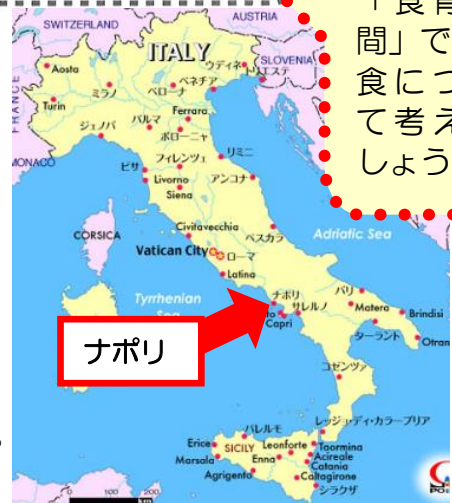 「食育
間」で
食につ
て考え
しょう
SWITZERLAND
AUSTRIA
ITALY
SLOVENIA
FRANCE
MONACO
Aosta
ウディネ
トリエステ
ミラノ
ベローナ
ベネチア
Turin
Ferrara
ジェノバ
パルマ
ボローニャ
リミニ
ピサ
フィレンツェ
Livorno
アンコナ
Siena
CORSICA
Civitavecchia
ペスカラ
Adriatic Sea
Vatican City
ローマ
Latina
Tyrrhenian
Sea
ナポリ
サレルノ
バリ
Capri
Matera
Brindisi
ターラント
Otran
ナポリ
コゼンツァ
レッジョ・ディ・カラーブリア
パレルモ
Erice
SICILY
Leonforte
Taormina
Marsala
Enna
Acireale
Catania
Agrigento
Caltagirone
シラクザ
0 100 200
km